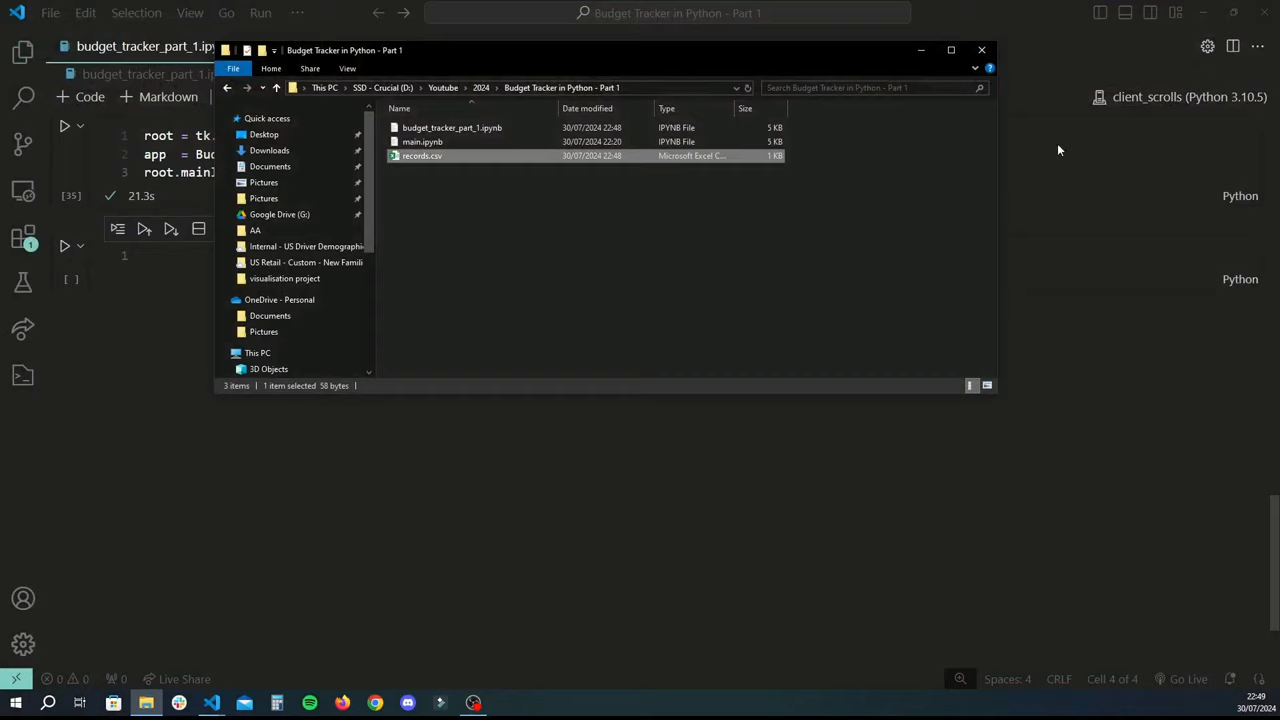 File Edit Selection View Go Run ··· Budget Tracker in Python - Part 1
budget_tracker_part_1.ipy
budget_tracker_part_1.ip
+ Code + Markdown
client_scrolls (Python 3.10.5)
1 root = tk.
2 app = Bud
3 root.main
[35] 21.3s
Python
1
[ ]
Python
Budget Tracker in Python - Part 1
File Home Share View
This PC > SSD - Crucial (D:) > Youtube > 2024 > Budget Tracker in Python - Part 1
Search Budget Tracker in Python - Part 1
Name Date modified Type Size
budget_tracker_part_1.ipynb 30/07/2024 22:48 IPYNB File 5 KB
main.ipynb 30/07/2024 22:20 IPYNB File 5 KB
records.csv 30/07/2024 22:48 Microsoft Excel C... 1 KB
Quick access
Desktop
Downloads
Documents
Pictures
Pictures
Google Drive (G:)
AA
Internal - US Driver Demographi
US Retail - Custom - New Famili
visualisation project
OneDrive - Personal
Documents
Pictures
This PC
3D Objects
3 items 1 item selected 58 bytes
1
0 0 0 Live Share
Spaces: 4 CRLF Cell 4 of 4 Go Live
22:49
30/07/2024